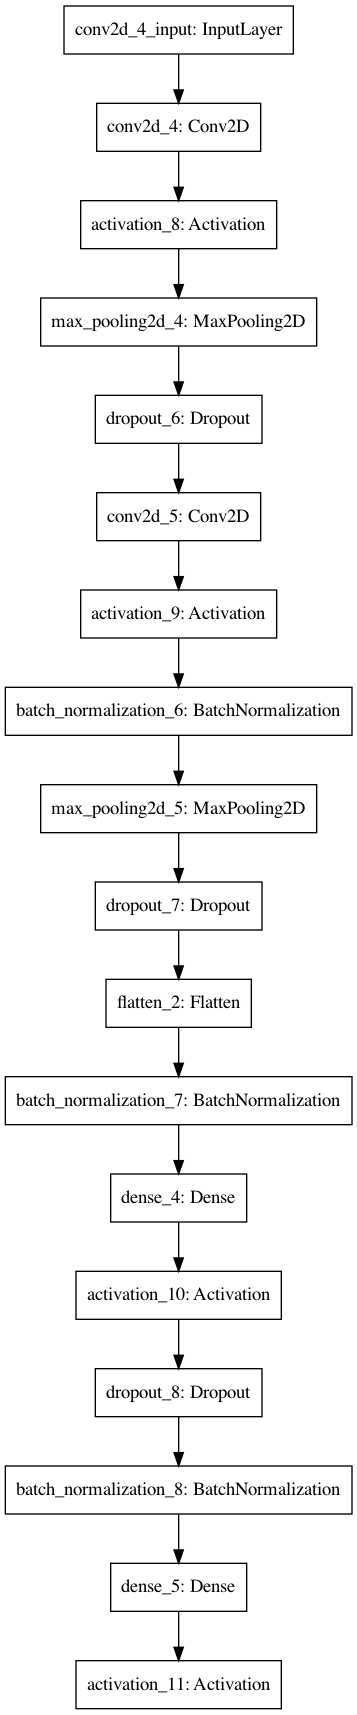 conv2d_4_input: InputLayer
conv2d_4: Conv2D
activation_8: Activation
max_pooling2d_4: MaxPooling2D
dropout_6: Dropout
conv2d_5: Conv2D
activation_9: Activation
batch_normalization_6: BatchNormalization
max_pooling2d_5: MaxPooling2D
dropout_7: Dropout
flatten_2: Flatten
batch_normalization_7: BatchNormalization
dense_4: Dense
activation_10: Activation
dropout_8: Dropout
batch_normalization_8: BatchNormalization
dense_5: Dense
activation_11: Activation